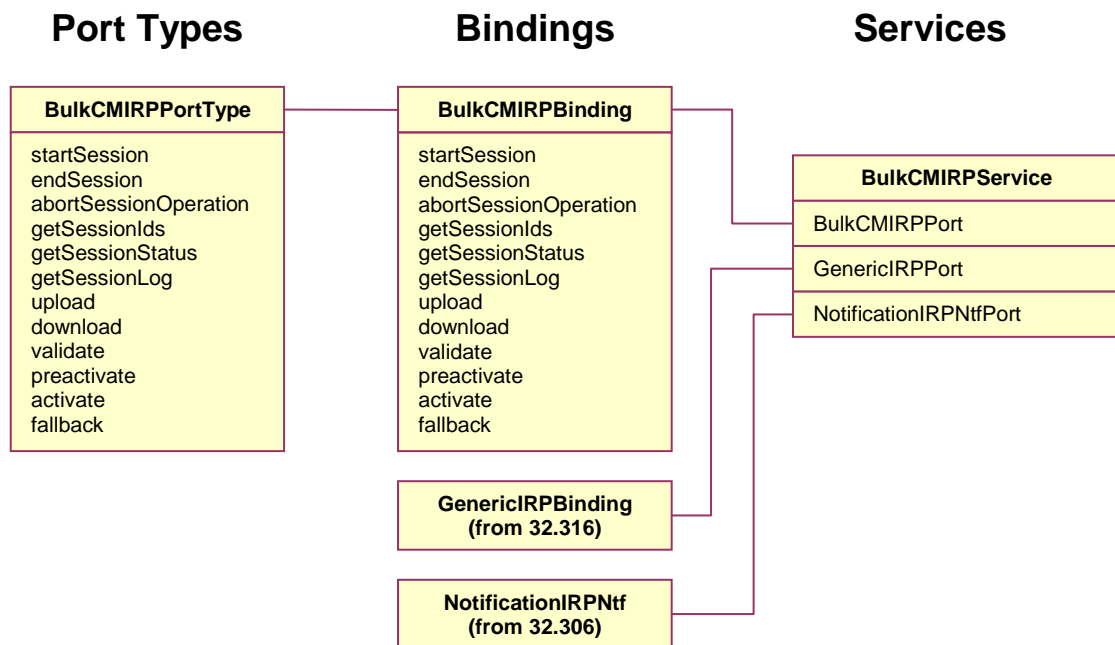 Port Types
Bindings
Services
BulkCMIRPPortType
startSession
endSession
abortSessionOperation
getSessionIds
getSessionStatus
getSessionLog
upload
download
validate
preactivate
activate
fallback
BulkCMIRPBinding
startSession
endSession
abortSessionOperation
getSessionIds
getSessionStatus
getSessionLog
upload
download
validate
preactivate
activate
fallback
GenericIRPBinding
(from 32.316)
NotificationIRPNtf
(from 32.306)
BulkCMIRPService
BulkCMIRPPort
GenericIRPPort
NotificationIRPNtfPort